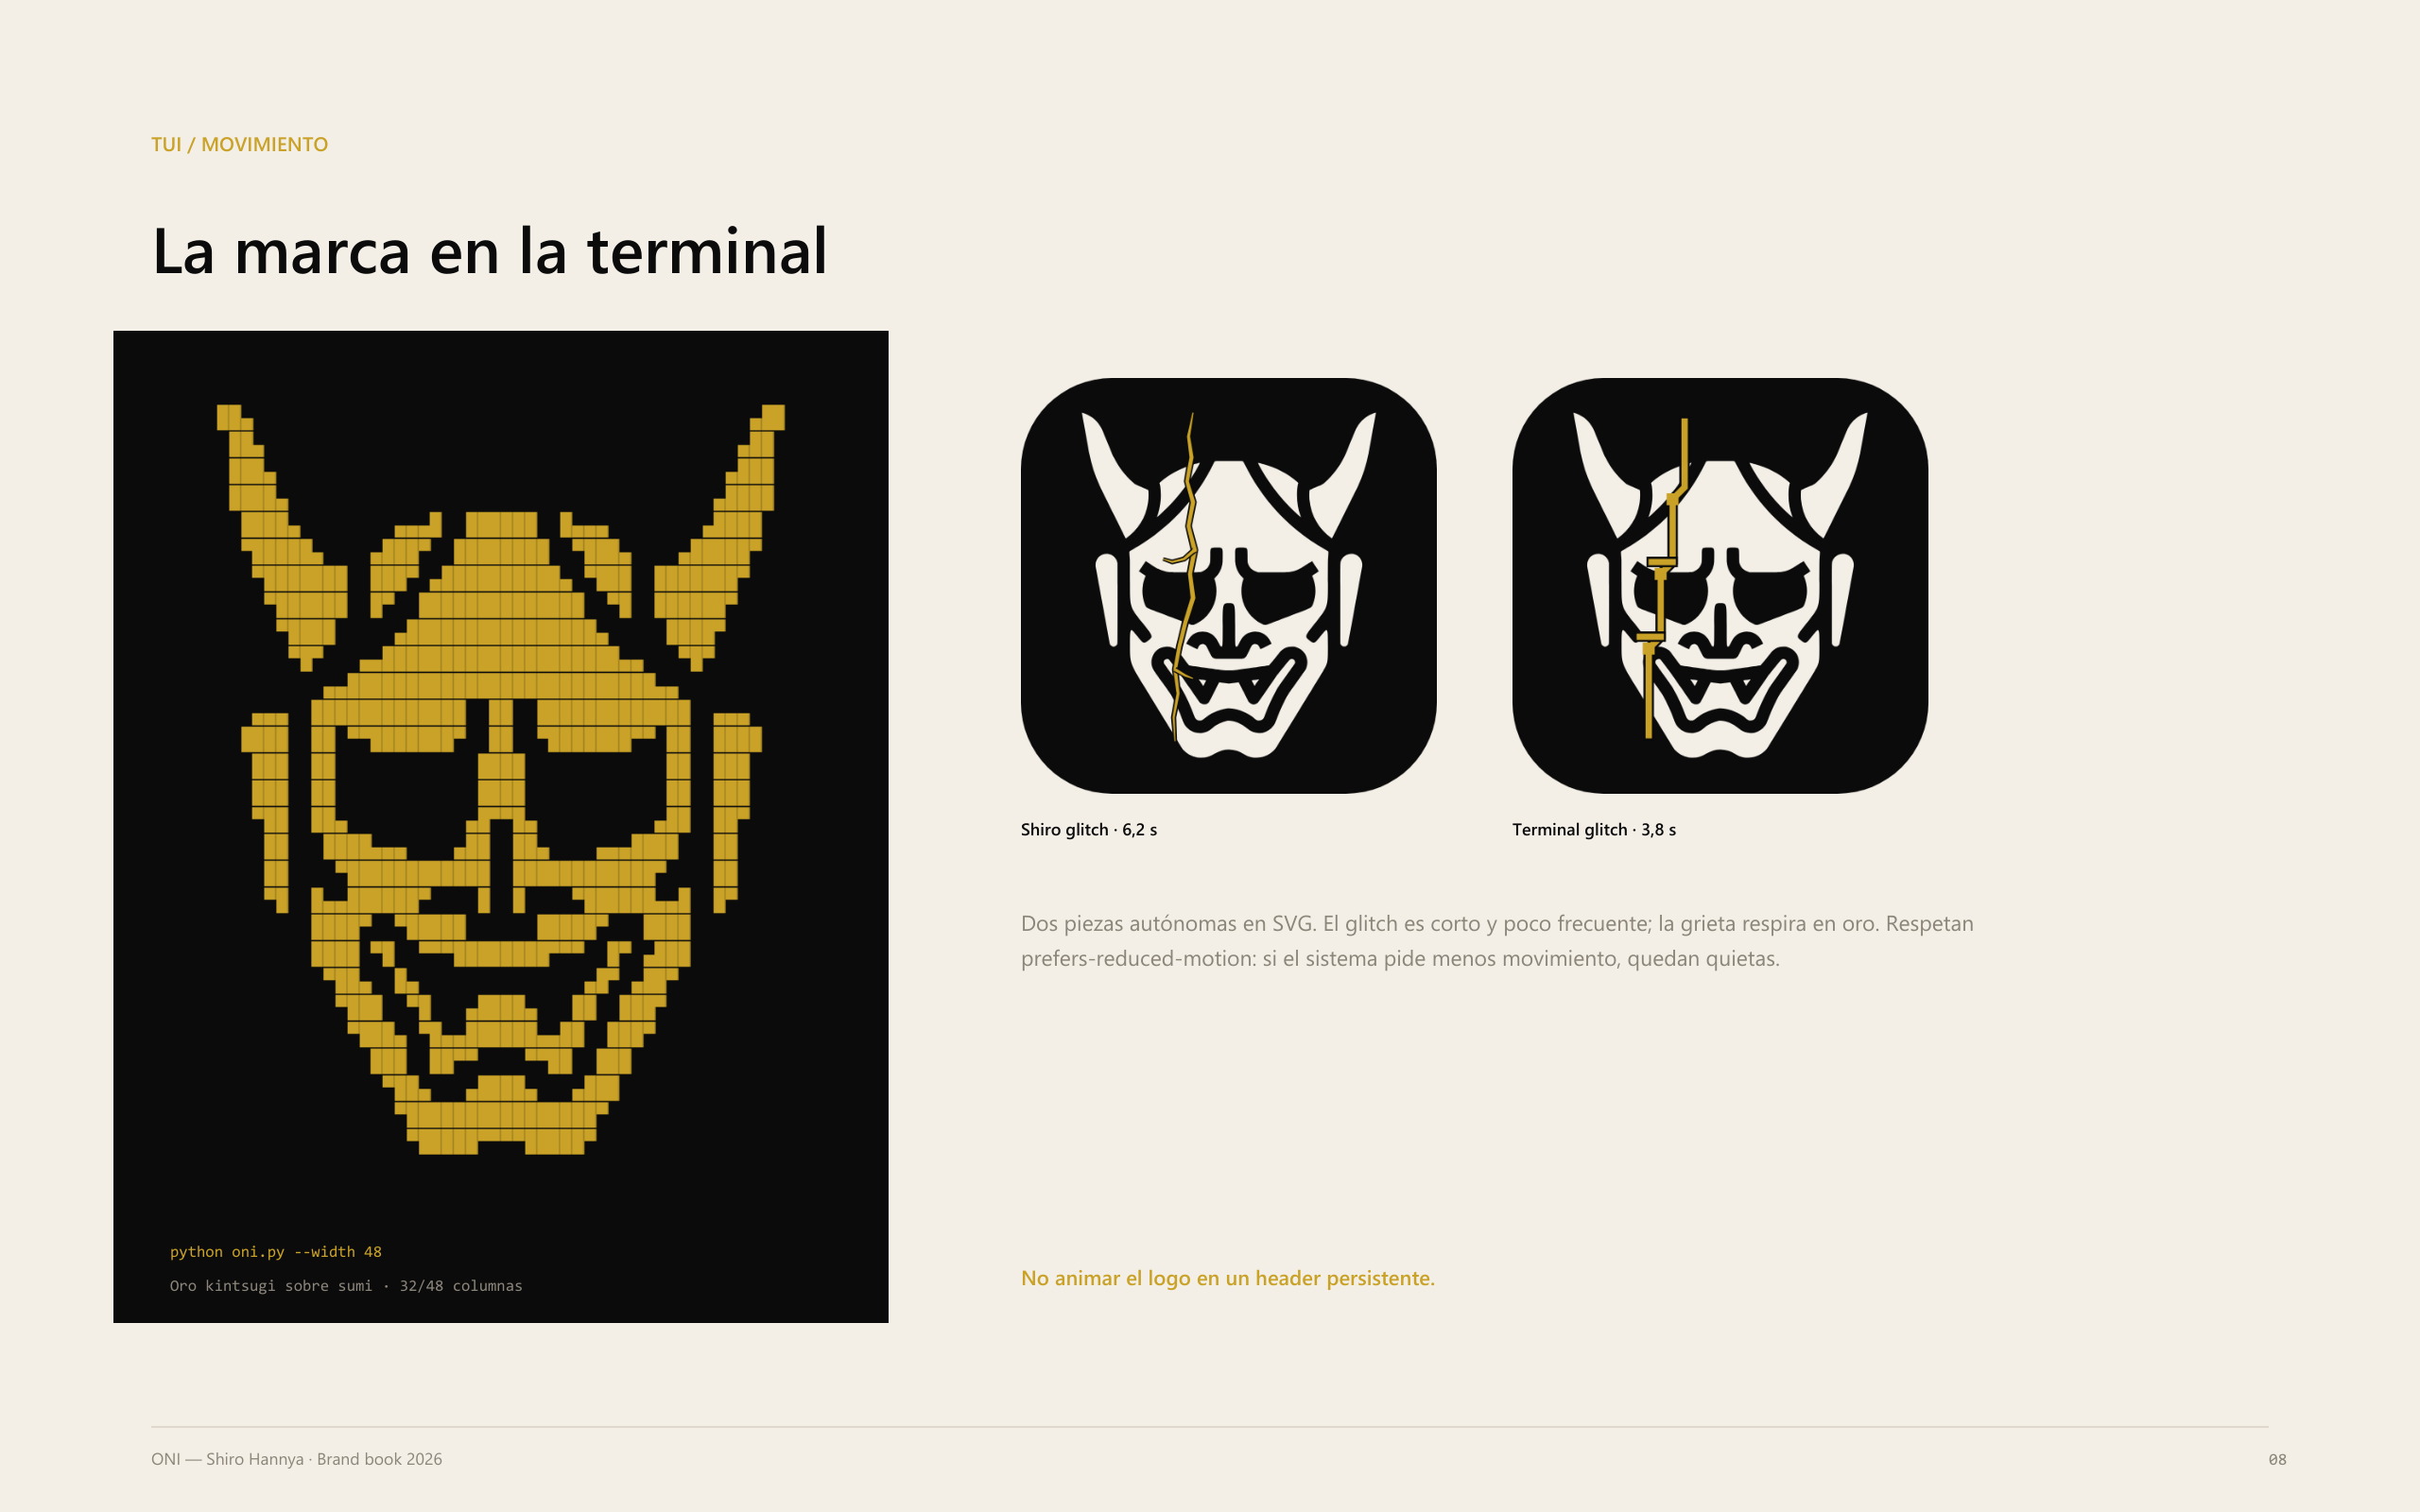 TUI / MOVIMIENTO
La marca en la terminal
python oni.py --width 48
Oro kintsugi sobre sumi · 32/48 columnas
Shiro glitch · 6,2 s
Terminal glitch · 3,8 s
Dos piezas autónomas en SVG. El glitch es corto y poco frecuente; la grieta respira en oro. Respetan
prefers-reduced-motion: si el sistema pide menos movimiento, quedan quietas.
No animar el logo en un header persistente.
ONI — Shiro Hannya · Brand book 2026
08